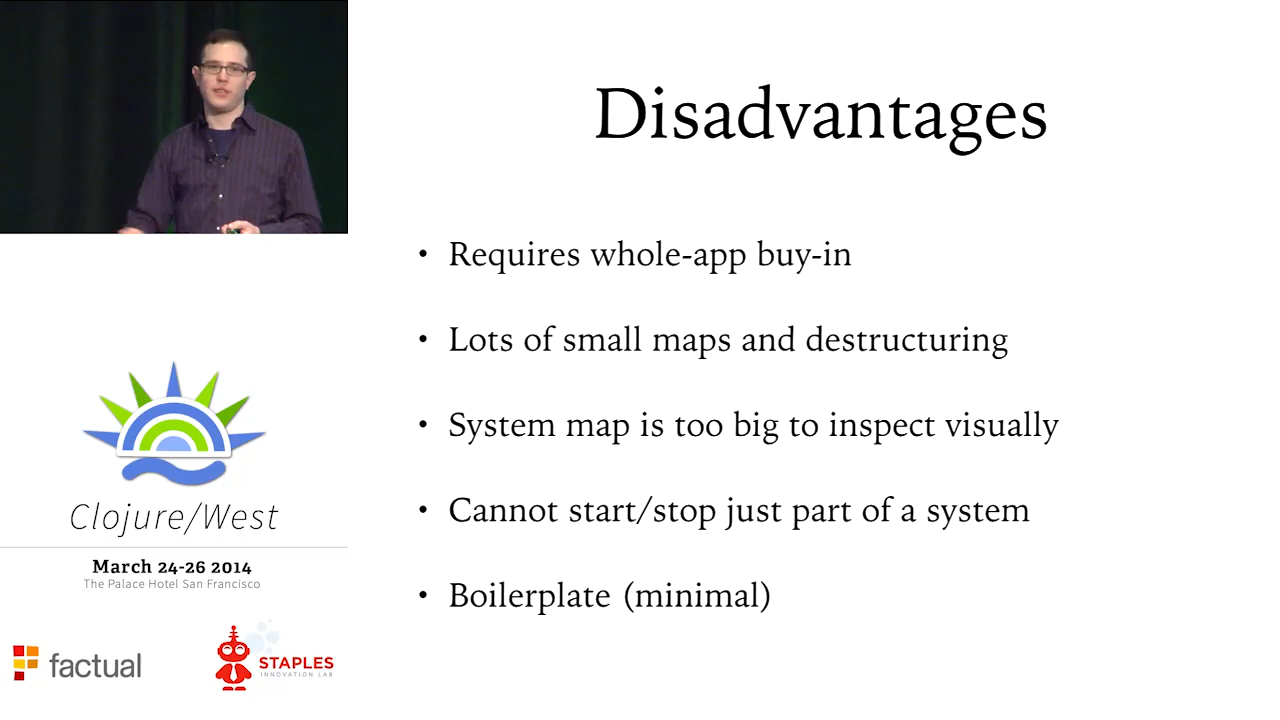 Disadvantages
• Requires whole-app buy-in
• Lots of small maps and destructuring
• System map is too big to inspect visually
• Cannot start/stop just part of a system
• Boilerplate (minimal)
Clojure/West
March 24-26 2014
The Palace Hotel San Francisco
factual
STAPLES
INNOVATION LAB